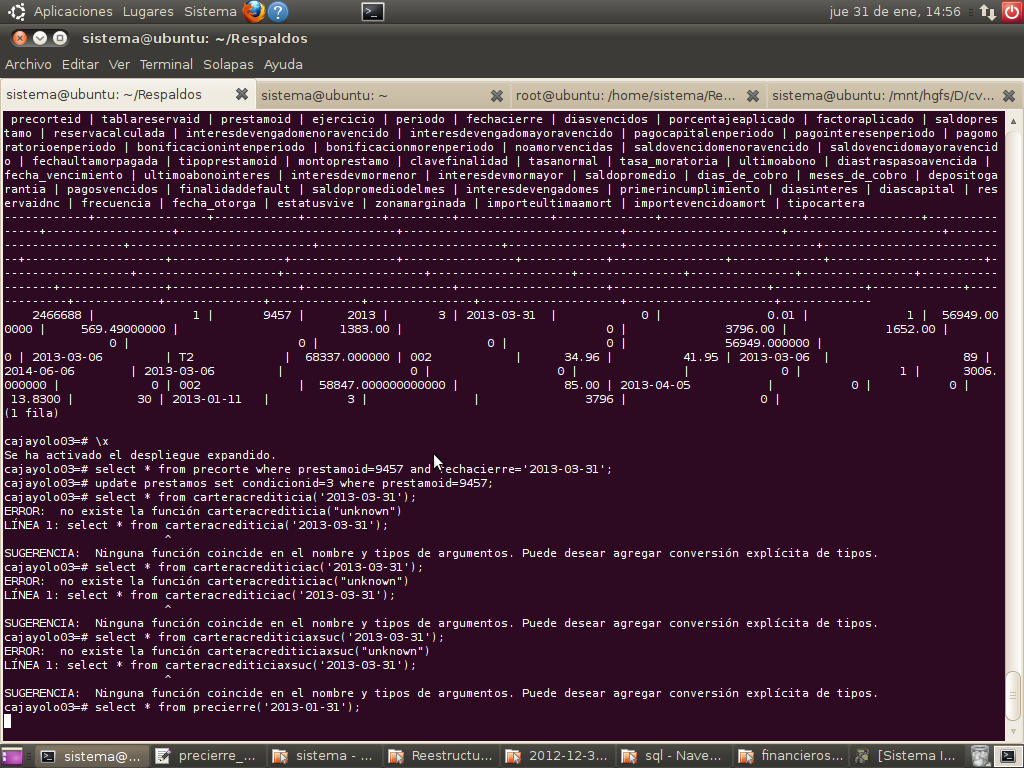 Aplicaciones Lugares Sistema
jue 31 de ene, 14:56
sistema@ubuntu: ~/Respaldos
Archivo Editar Ver Terminal Solapas Ayuda
sistema@ubuntu: ~/Respaldos
sistema@ubuntu: ~
root@ubuntu: /home/sistema/Re...
sistema@ubuntu: /mnt/hgfs/D/cv...
precorteid | tablareservaid | prestamoid | ejercicio | periodo | fechacierre | diasvencidos | porcentajeaplicado | factoraplicado | saldopres
tamo | reservacalculada | interesdevengadomenoravencido | interesdevengadomayoravencido | pagocapitalenperiodo | pagointeresenperiodo | pagomo
ratorioenperiodo | bonificacionintenperiodo | bonificacionmorenperiodo | noamorvencidas | saldovencidomenoravencido | saldovencidomayoravencid
o | fechaultamorpagada | tipoprestamoid | montoprestamo | clavefinalidad | tasanormal | tasa_moratoria | ultimoabono | diastraspasoavencida |
fecha_vencimiento | ultimoabonointeres | interesdevmormenor | interesdevmormayor | saldopromedio | dias_de_cobro | meses_de_cobro | depositoga
rantia | pagosvencidos | finalidaddefault | saldopromediodelmes | interesdevengadomes | primerincumplimiento | diasinteres | diascapital | res
ervaidnc | frecuencia | fecha_otorga | estatusvive | zonamarginada | importeultimaamort | importevencidoamort | tipocartera
2466688 | 1 | 9457 | 2013 | 3 | 2013-03-31 | 0 | 0.01 | 1 | 56949.00
0000 | 569.49000000 | 1383.00 | 0 | 3796.00 | 1652.00 |
0 | 0 | 0 | 0 | 56949.000000 |
0 | 2013-03-06 | T2 | 68337.000000 | 002 | 34.96 | 41.95 | 2013-03-06 | 89 |
2014-06-06 | 2013-03-06 | 0 | 0 | | 0 | 1 | 3006.
000000 | 0 | 002 | 58847.000000000000 | 85.00 | 2013-04-05 | 0 | 0 |
13.8300 | 30 | 2013-01-11 | 3 | | 3796 | 0 |
(1 fila)
cajayolo03=# \x
Se ha activado el despliegue expandido.
cajayolo03=# select * from precorte where prestamoid=9457 and fechacierre='2013-03-31';
cajayolo03=# update prestamos set condicionid=3 where prestamoid=9457;
cajayolo03=# select * from carteracrediticia('2013-03-31');
ERROR:  no existe la función carteracrediticia("unknown")
LÍNEA 1: select * from carteracrediticia('2013-03-31');
^
SUGERENCIA:  Ninguna función coincide en el nombre y tipos de argumentos. Puede desear agregar conversión explícita de tipos.
cajayolo03=# select * from carteracrediticiac('2013-03-31');
ERROR:  no existe la función carteracrediticiac("unknown")
LÍNEA 1: select * from carteracrediticiac('2013-03-31');
^
SUGERENCIA:  Ninguna función coincide en el nombre y tipos de argumentos. Puede desear agregar conversión explícita de tipos.
cajayolo03=# select * from carteracrediticiaxsuc('2013-03-31');
ERROR:  no existe la función carteracrediticiaxsuc("unknown")
LÍNEA 1: select * from carteracrediticiaxsuc('2013-03-31');
^
SUGERENCIA:  Ninguna función coincide en el nombre y tipos de argumentos. Puede desear agregar conversión explícita de tipos.
cajayolo03=# select * from precierre('2013-01-31');
sistema@...
precierre_...
sistema - ...
Reestructu...
2012-12-3...
sql - Nave...
financieros...
[Sistema I...